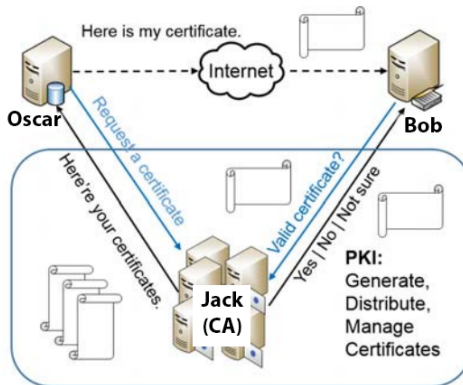 Here is my certificate.
Internet
Oscar
Bob
Request a certificate
Here're your certificates.
Valid certificate?
Yes | No | Not sure
Jack
(CA)
PKI:
Generate,
Distribute,
Manage
Certificates